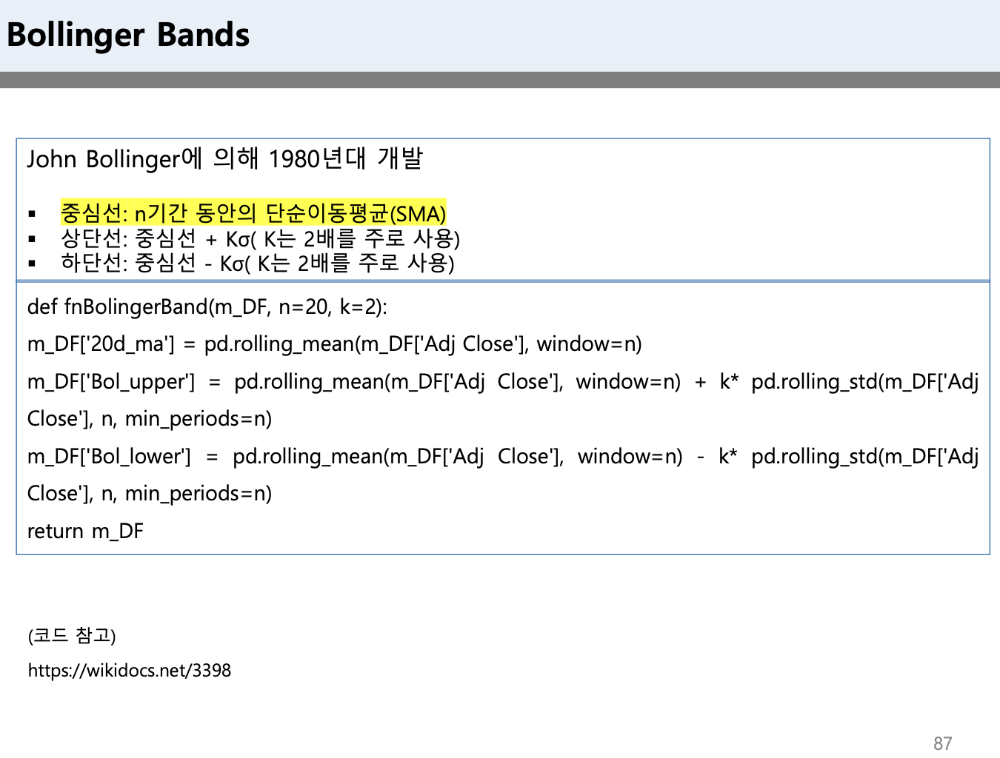 Bollinger Bands
John Bollinger에 의해 1980년대 개발
▪ 중심선: n기간 동안의 단순이동평균(SMA)
▪ 상단선: 중심선 + Kσ( K는 2배를 주로 사용)
▪ 하단선: 중심선 - Kσ( K는 2배를 주로 사용)
def fnBolingerBand(m_DF, n=20, k=2):
m_DF['20d_ma'] = pd.rolling_mean(m_DF['Adj Close'], window=n)
m_DF['Bol_upper'] = pd.rolling_mean(m_DF['Adj Close'], window=n) + k* pd.rolling_std(m_DF['Adj
Close'], n, min_periods=n)
m_DF['Bol_lower'] = pd.rolling_mean(m_DF['Adj Close'], window=n) - k* pd.rolling_std(m_DF['Adj
Close'], n, min_periods=n)
return m_DF
(코드 참고)
https://wikidocs.net/3398
87